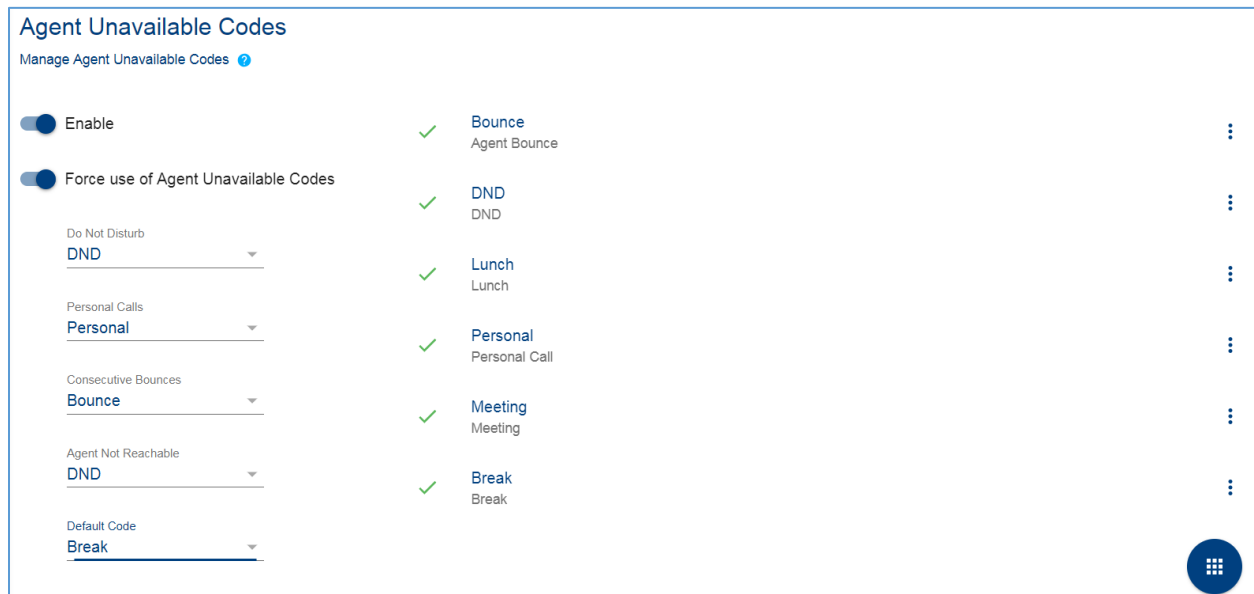 Agent Unavailable Codes
Manage Agent Unavailable Codes ?
Enable
Force use of Agent Unavailable Codes
Do Not Disturb
DND
Personal Calls
Personal
Consecutive Bounces
Bounce
Agent Not Reachable
DND
Default Code
Break
Bounce
Agent Bounce
DND
DND
Lunch
Lunch
Personal
Personal Call
Meeting
Meeting
Break
Break